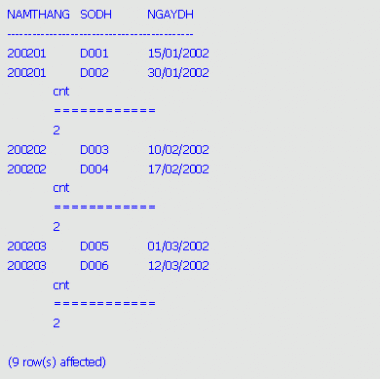 NAMTHANG SODH NGAYDH
--------------------------------------------
200201 D001 15/01/2002
200201 D002 30/01/2002
cnt
============
2
200202 D003 10/02/2002
200202 D004 17/02/2002
cnt
============
2
200203 D005 01/03/2002
200203 D006 12/03/2002
cnt
============
2
(9 row(s) affected)